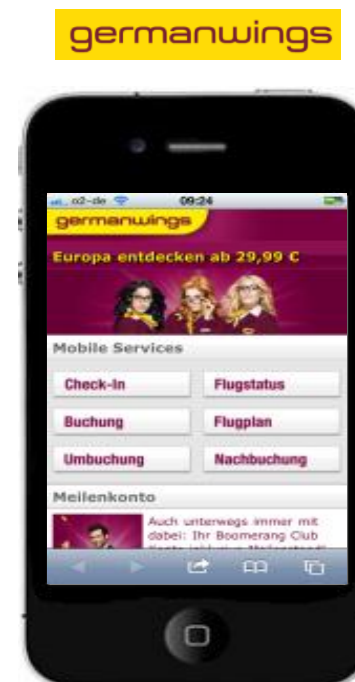 germanwings
o2-de 09:24
germanwings
Europa entdecken ab 29,99 €
Mobile Services
Check-In Flugstatus
Buchung Flugplan
Umbuchung Nachbuchung
Meilenkonto
Auch unterwegs immer mit
dabei: Ihr Boomerang Club